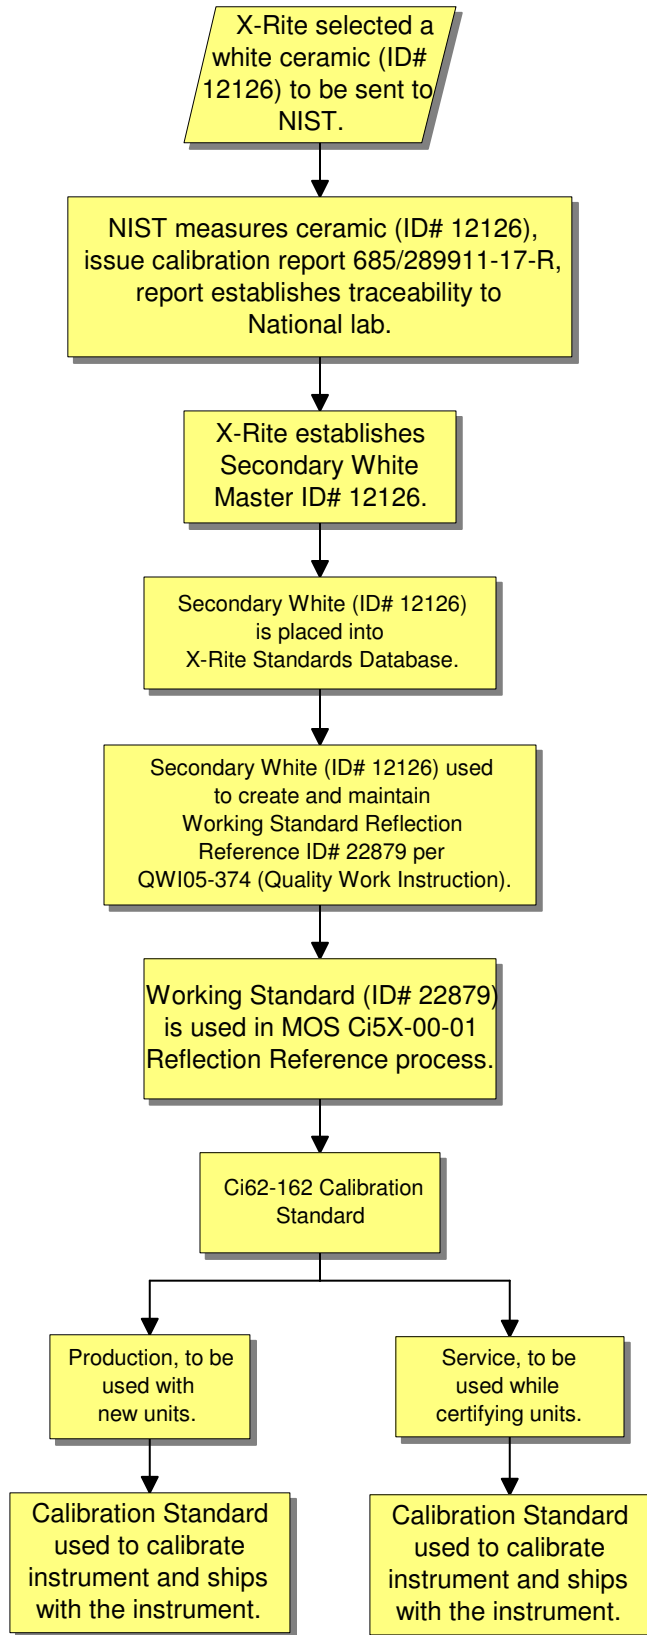 X-Rite selected a
white ceramic (ID#
12126) to be sent to
NIST.
NIST measures ceramic (ID# 12126),
issue calibration report 685/289911-17-R,
report establishes traceability to
National lab.
X-Rite establishes
Secondary White
Master ID# 12126.
Secondary White (ID# 12126)
is placed into
X-Rite Standards Database.
Secondary White (ID# 12126) used
to create and maintain
Working Standard Reflection
Reference ID# 22879 per
QWI05-374 (Quality Work Instruction).
Working Standard (ID# 22879)
is used in MOS Ci5X-00-01
Reflection Reference process.
Ci62-162 Calibration
Standard
Production, to be
used with
new units.
Service, to be
used while
certifying units.
Calibration Standard
used to calibrate
instrument and ships
with the instrument.
Calibration Standard
used to calibrate
instrument and ships
with the instrument.